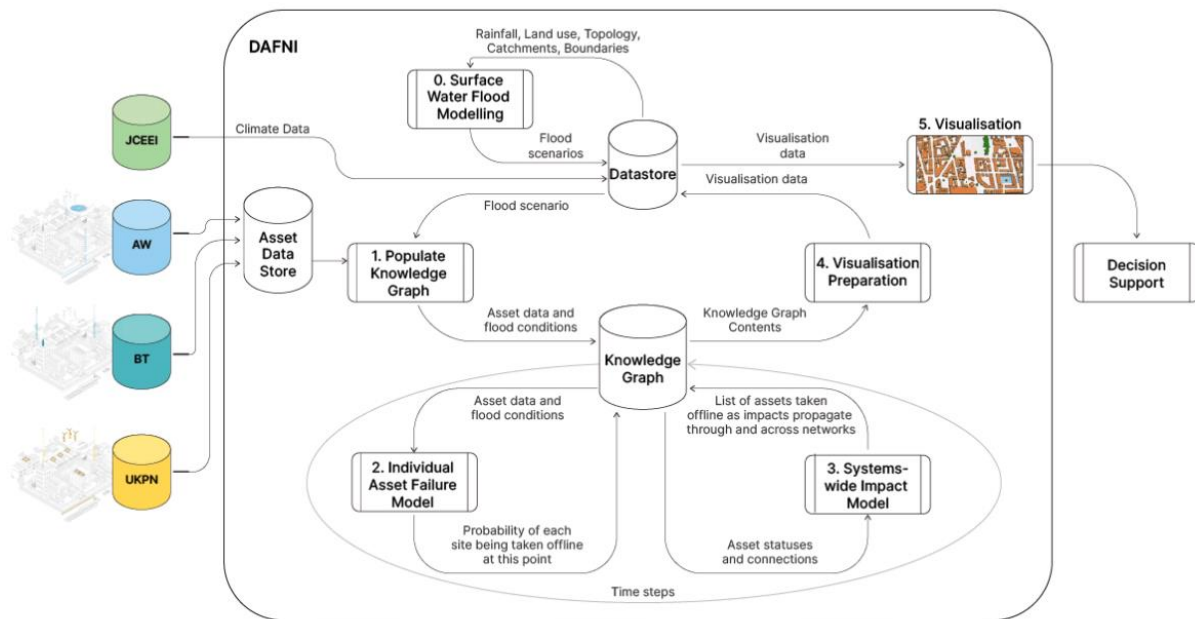 DAFNI
Rainfall, Land use, Topology,
Catchments, Boundaries
0. Surface
Water Flood
Modelling
JCEEI
Climate Data
Flood
scenarios
Datastore
Visualisation
data
5. Visualisation
Visualisation data
Flood scenario
AW
Asset
Data
Store
1. Populate
Knowledge
Graph
4. Visualisation
Preparation
Decision
Support
Asset data and
flood conditions
Knowledge Graph
Contents
BT
Knowledge
Graph
Asset data and
flood conditions
List of assets taken
offline as impacts propagate
through and across networks
UKPN
2. Individual
Asset Failure
Model
3. Systems-
wide Impact
Model
Probability of each
site being taken offline
at this point
Asset statuses
and connections
Time steps